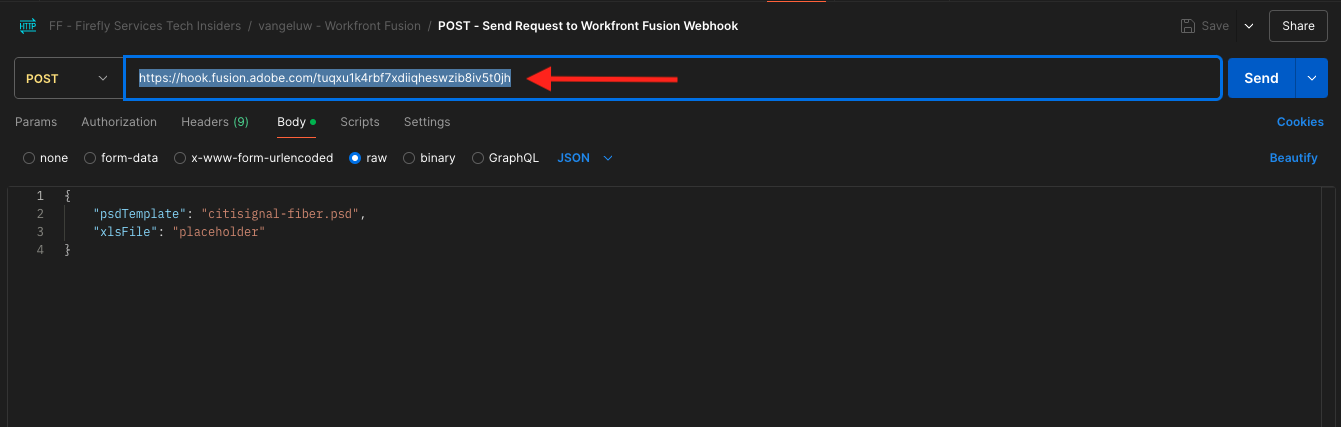 HTTP FF - Firefly Services Tech Insiders / vangeluw - Workfront Fusion / POST - Send Request to Workfront Fusion Webhook Save Share
POST https://hook.fusion.adobe.com/tuqxu1k4rbf7xdiiqheswzib8iv5t0jh Send
Params Authorization Headers (9) Body Scripts Settings Cookies
none form-data x-www-form-urlencoded raw binary GraphQL JSON Beautify
1 {
2 "psdTemplate": "citisignal-fiber.psd",
3 "xlsFile": "placeholder"
4 }